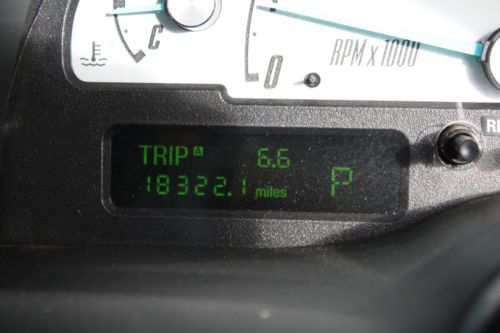 C
0
RPM x 1000
TRIP A 6.6
18322.1 miles P